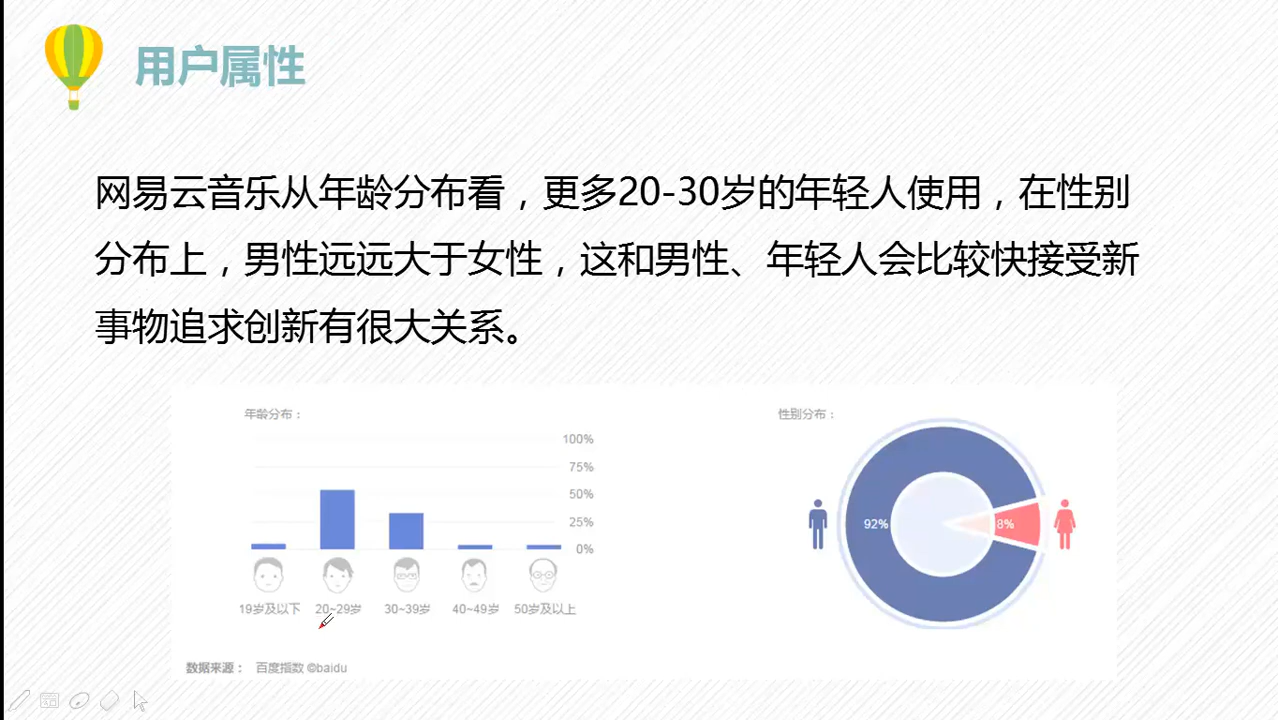 用户属性
网易云音乐从年龄分布看，更多20-30岁的年轻人使用，在性别
分布上，男性远远大于女性，这和男性、年轻人会比较快接受新
事物追求创新有很大关系。
年龄分布：
100%
75%
50%
25%
0%
19岁及以下 20~29岁 30~39岁 40~49岁 50岁及以上
性别分布：
92% 8%
数据来源： 百度指数 ©baidu